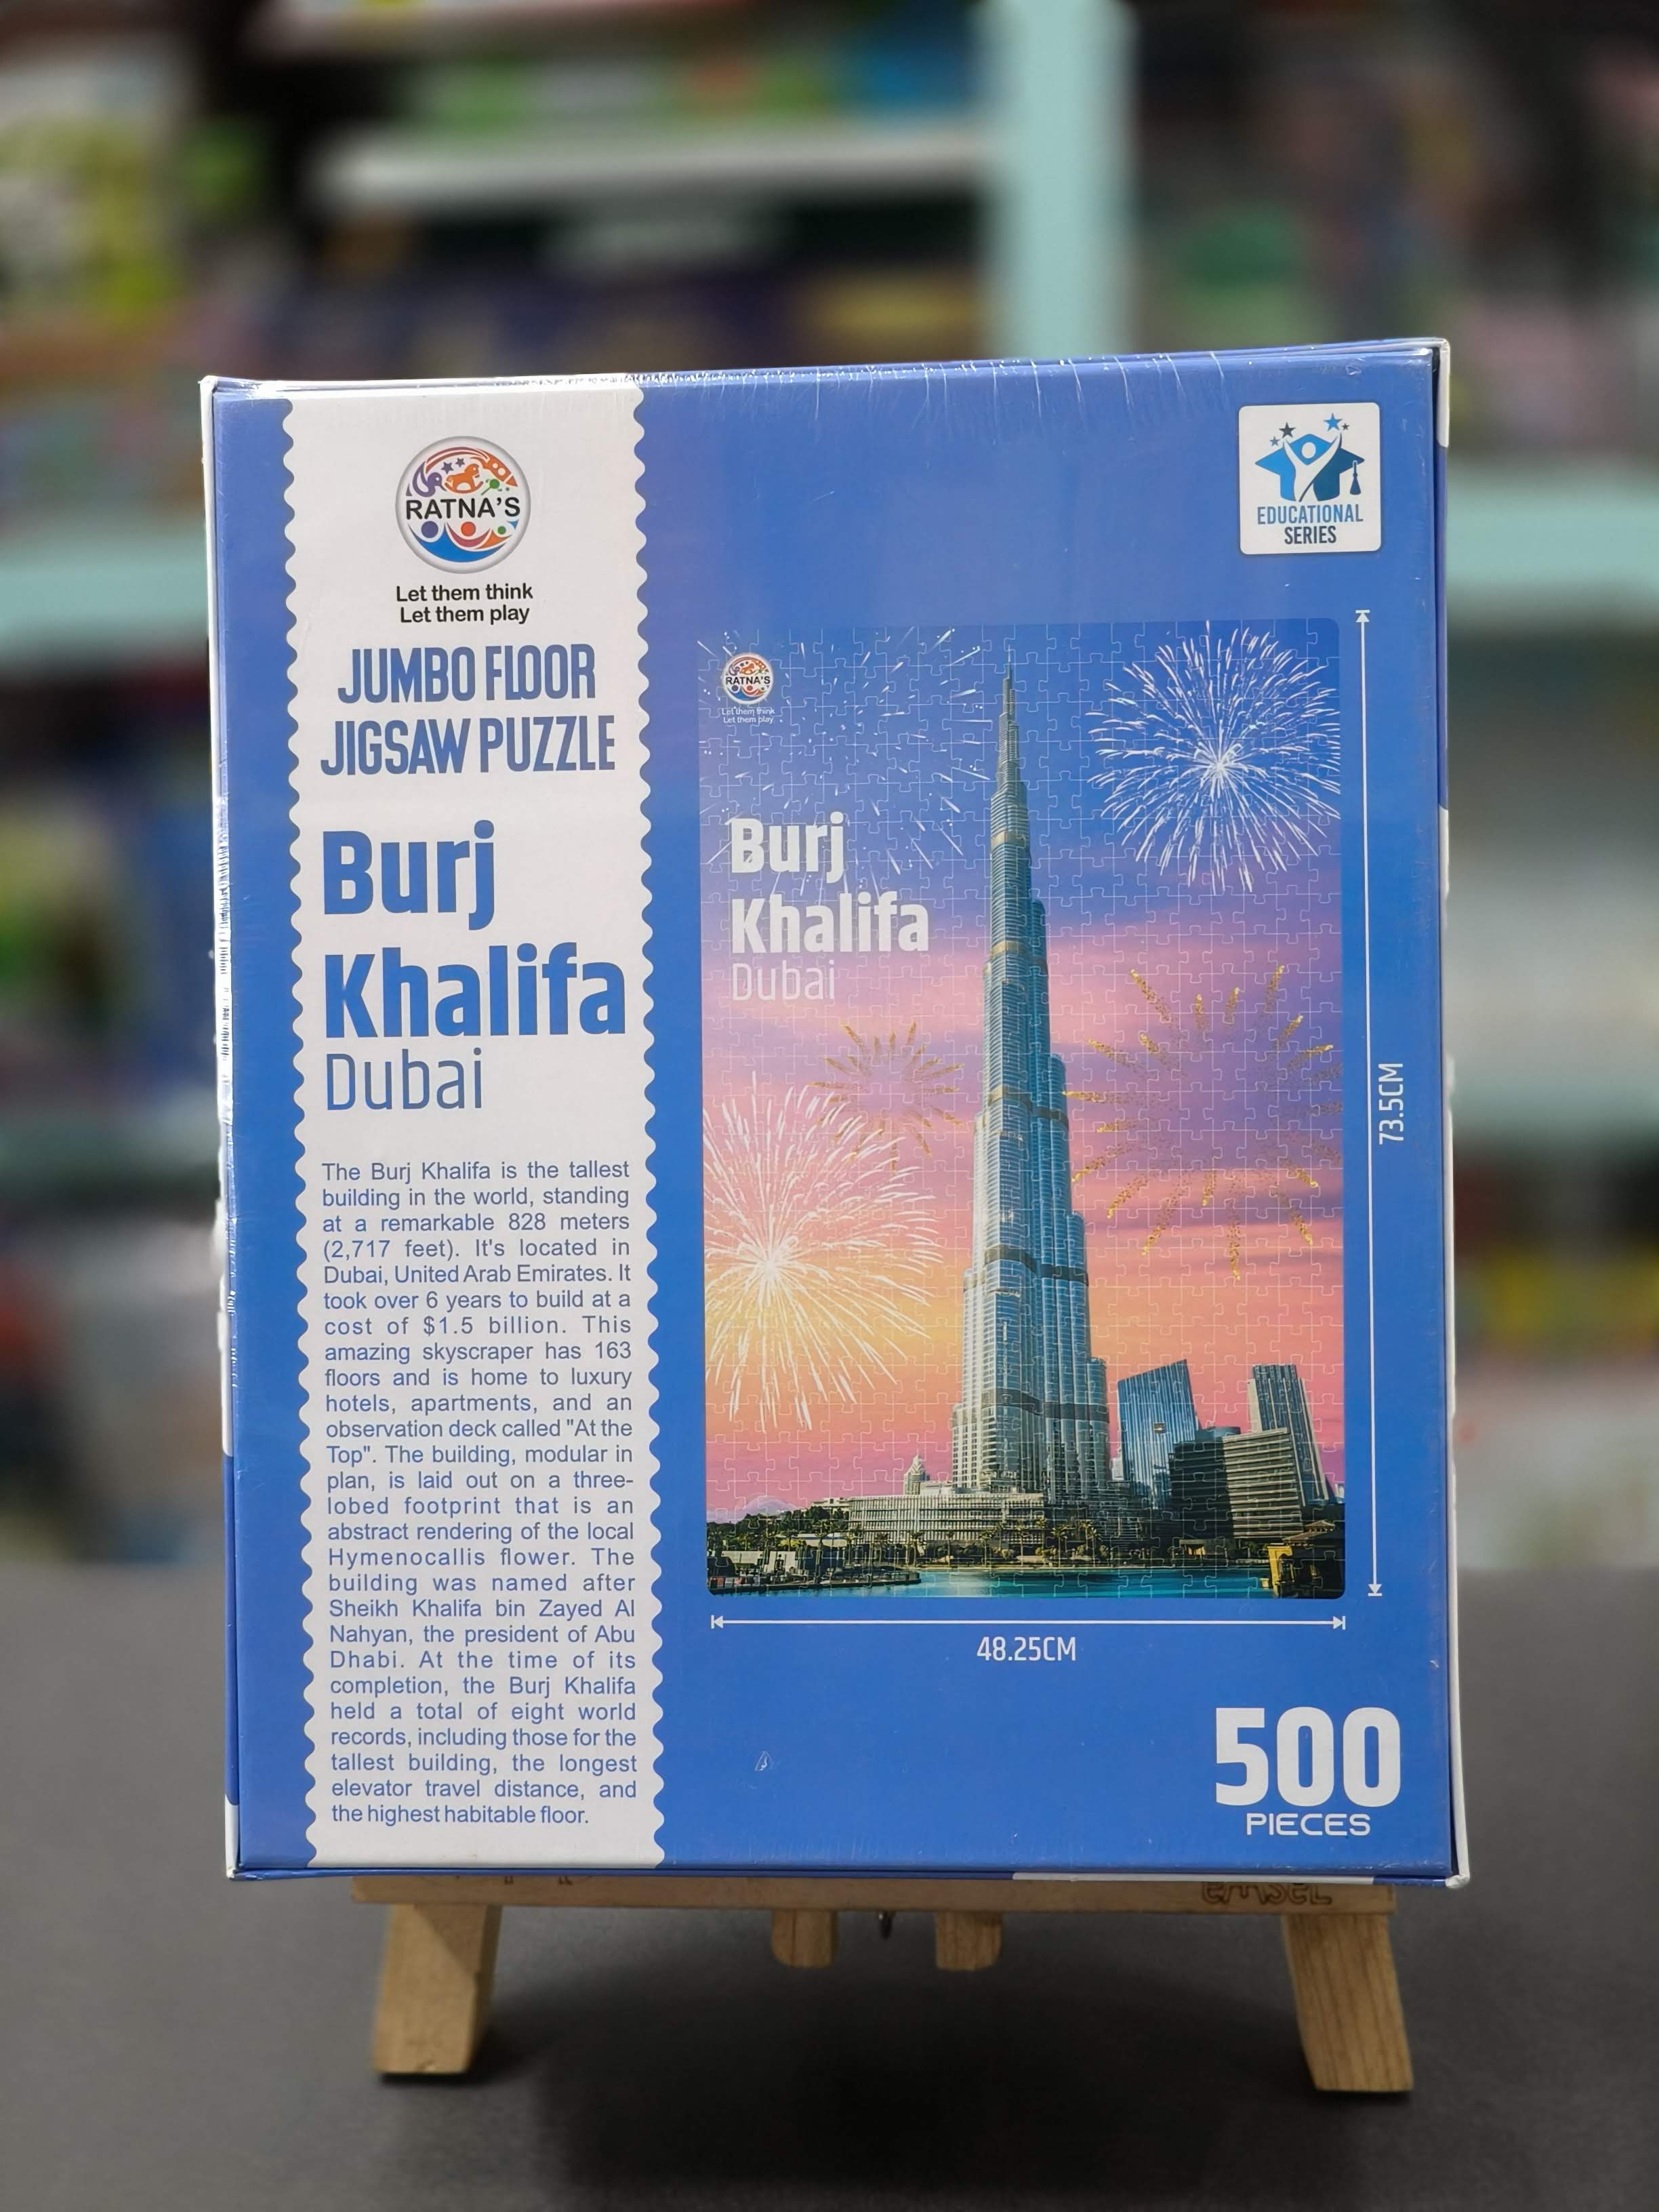 RATNA'S
Let them think
Let them play
JUMBO FLOOR
JIGSAW PUZZLE
Burj
Khalifa
Dubai
The Burj Khalifa is the tallest
building in the world, standing
at a remarkable 828 meters
(2,717 feet). It's located in
Dubai, United Arab Emirates. It
took over 6 years to build at a
cost of $1.5 billion. This
amazing skyscraper has 163
floors and is home to luxury
hotels, apartments, and an
observation deck called "At the
Top". The building, modular in
plan, is laid out on a three-
lobed footprint that is an
abstract rendering of the local
Hymenocallis flower. The
building was named after
Sheikh Khalifa bin Zayed Al
Nahyan, the president of Abu
Dhabi. At the time of its
completion, the Burj Khalifa
held a total of eight world
records, including those for the
tallest building, the longest
elevator travel distance, and
the highest habitable floor.
EDUCATIONAL
SERIES
RATNA'S
Let them think
Let them play
Burj
Khalifa
Dubai
73.5CM
48.25CM
500
PIECES